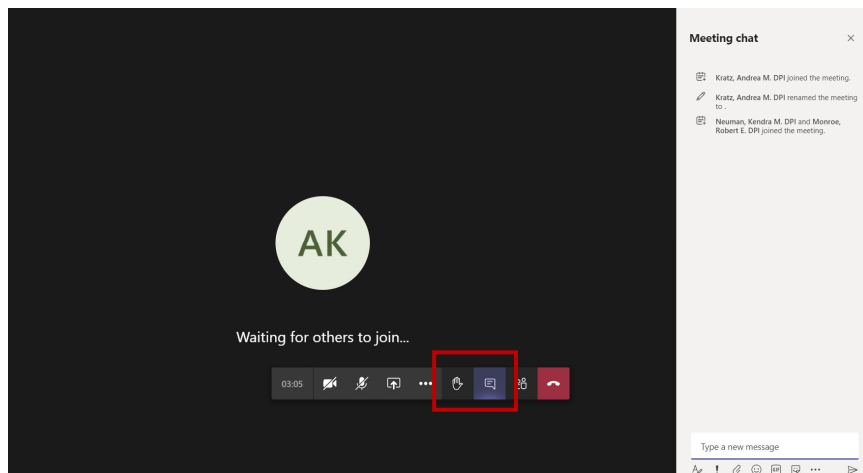 Meeting chat
Kratz, Andrea M. DPI joined the meeting.
Kratz, Andrea M. DPI renamed the meeting
to .
Neuman, Kendra M. DPI and Monroe,
Robert E. DPI joined the meeting.
AK
Waiting for others to join...
03:05
Type a new message
GIF